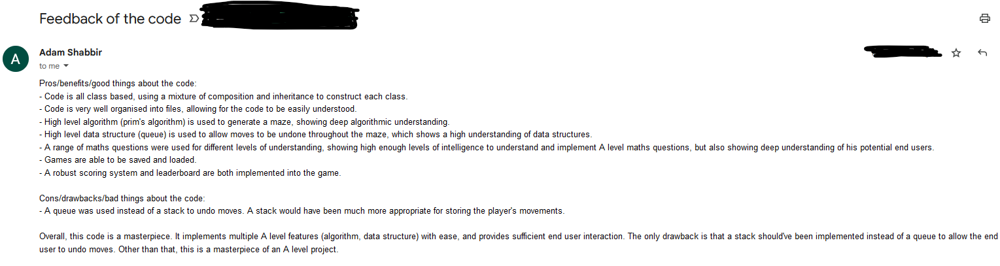 Feedback of the code
A
Adam Shabbir
to me
Pros/benefits/good things about the code:
- Code is all class based, using a mixture of composition and inheritance to construct each class.
- Code is very well organised into files, allowing for the code to be easily understood.
- High level algorithm (prim's algorithm) is used to generate a maze, showing deep algorithmic understanding.
- High level data structure (queue) is used to allow moves to be undone throughout the maze, which shows a high understanding of data structures.
- A range of maths questions were used for different levels of understanding, showing high enough levels of intelligence to understand and implement A level maths questions, but also showing deep understanding of his potential end users.
- Games are able to be saved and loaded.
- A robust scoring system and leaderboard are both implemented into the game.
Cons/drawbacks/bad things about the code:
- A queue was used instead of a stack to undo moves. A stack would have been much more appropriate for storing the player's movements.
Overall, this code is a masterpiece. It implements multiple A level features (algorithm, data structure) with ease, and provides sufficient end user interaction. The only drawback is that a stack should've been implemented instead of a queue to allow the end
user to undo moves. Other than that, this is a masterpiece of an A level project.